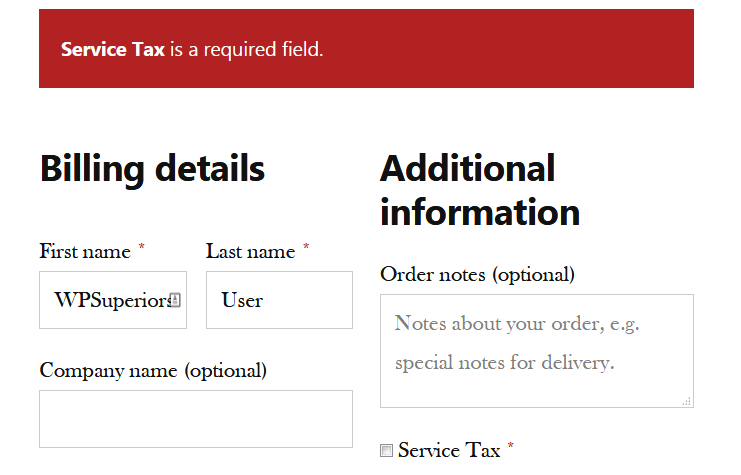 Service Tax is a required field.
Billing details
First name *
Last name *
WPSuperiors
User
Company name (optional)
Additional
information
Order notes (optional)
Notes about your order, e.g.
special notes for delivery.
Service Tax *